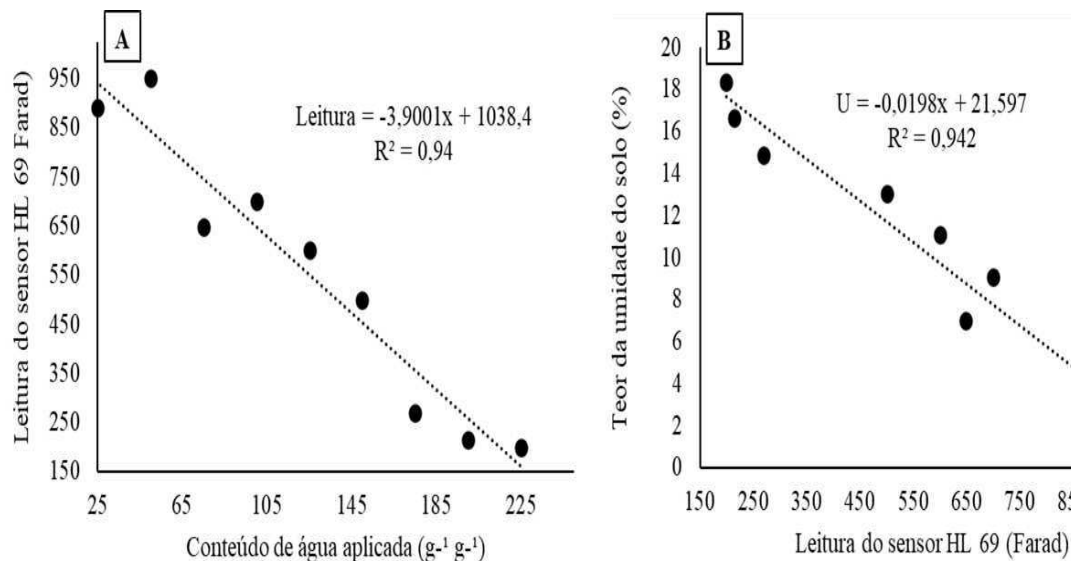 A
Leitura do sensor HL 69 Farad)
950
850
750
650
550
450
350
250
150
Leitura = -3,9001x + 1038,4
R² = 0,94
25 65 105 145 185 225
Conteúdo de água aplicada (g-¹ g-¹)
B
Teor da umidade do solo (%)
20
18
16
14
12
10
8
6
4
2
0
U = -0,0198x + 21,597
R² = 0,942
150 250 350 450 550 650 750
Leitura do sensor HL 69 (Farad)